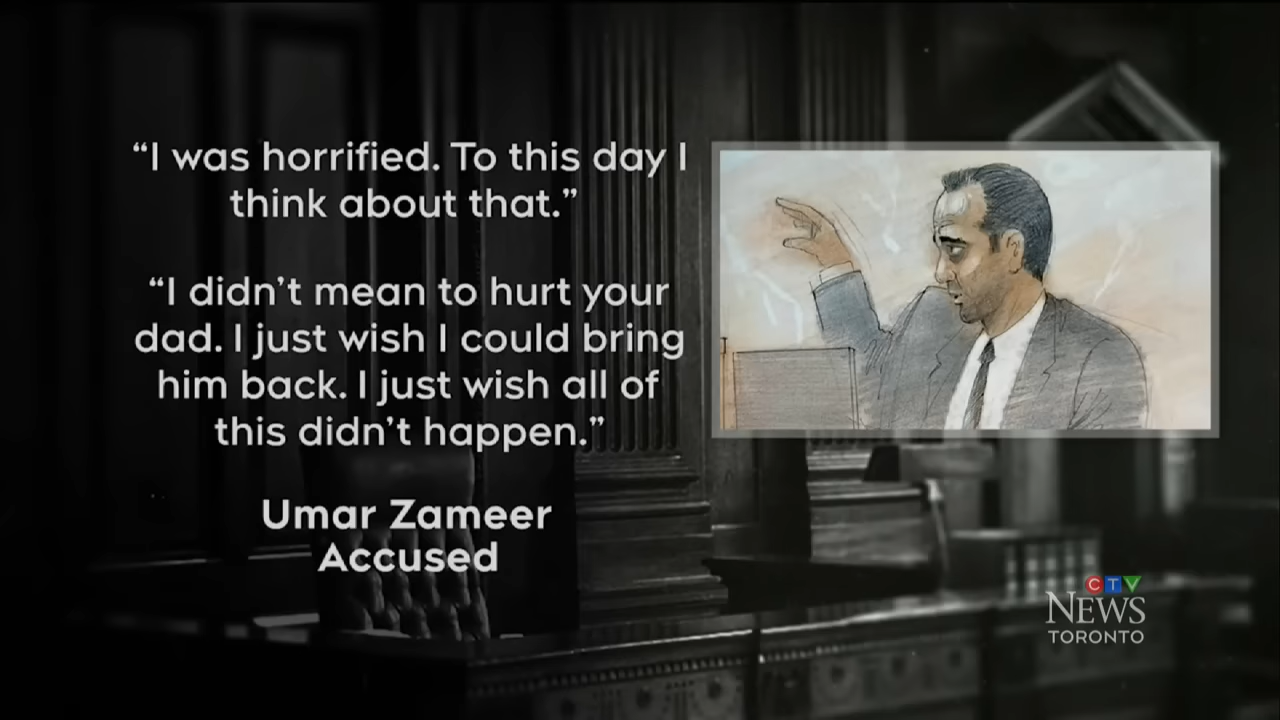 “I was horrified. To this day I
think about that.”
“I didn’t mean to hurt your
dad. I just wish I could bring
him back. I just wish all of
this didn’t happen.”
Umar Zameer
Accused
CTV
NEWS
TORONTO